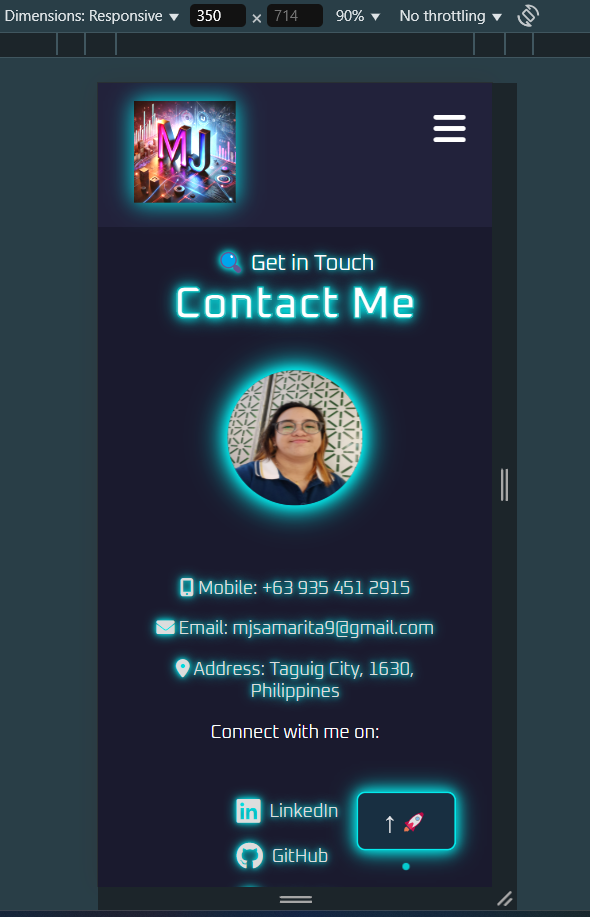 Dimensions: Responsive ▼ 350 × 714 90% ▼ No throttling ▼
MJ
Get in Touch
Contact Me
Mobile: +63 935 451 2915
Email: mjsamarita9@gmail.com
Address: Taguig City, 1630,
Philippines
Connect with me on:
in LinkedIn
↑
GitHub